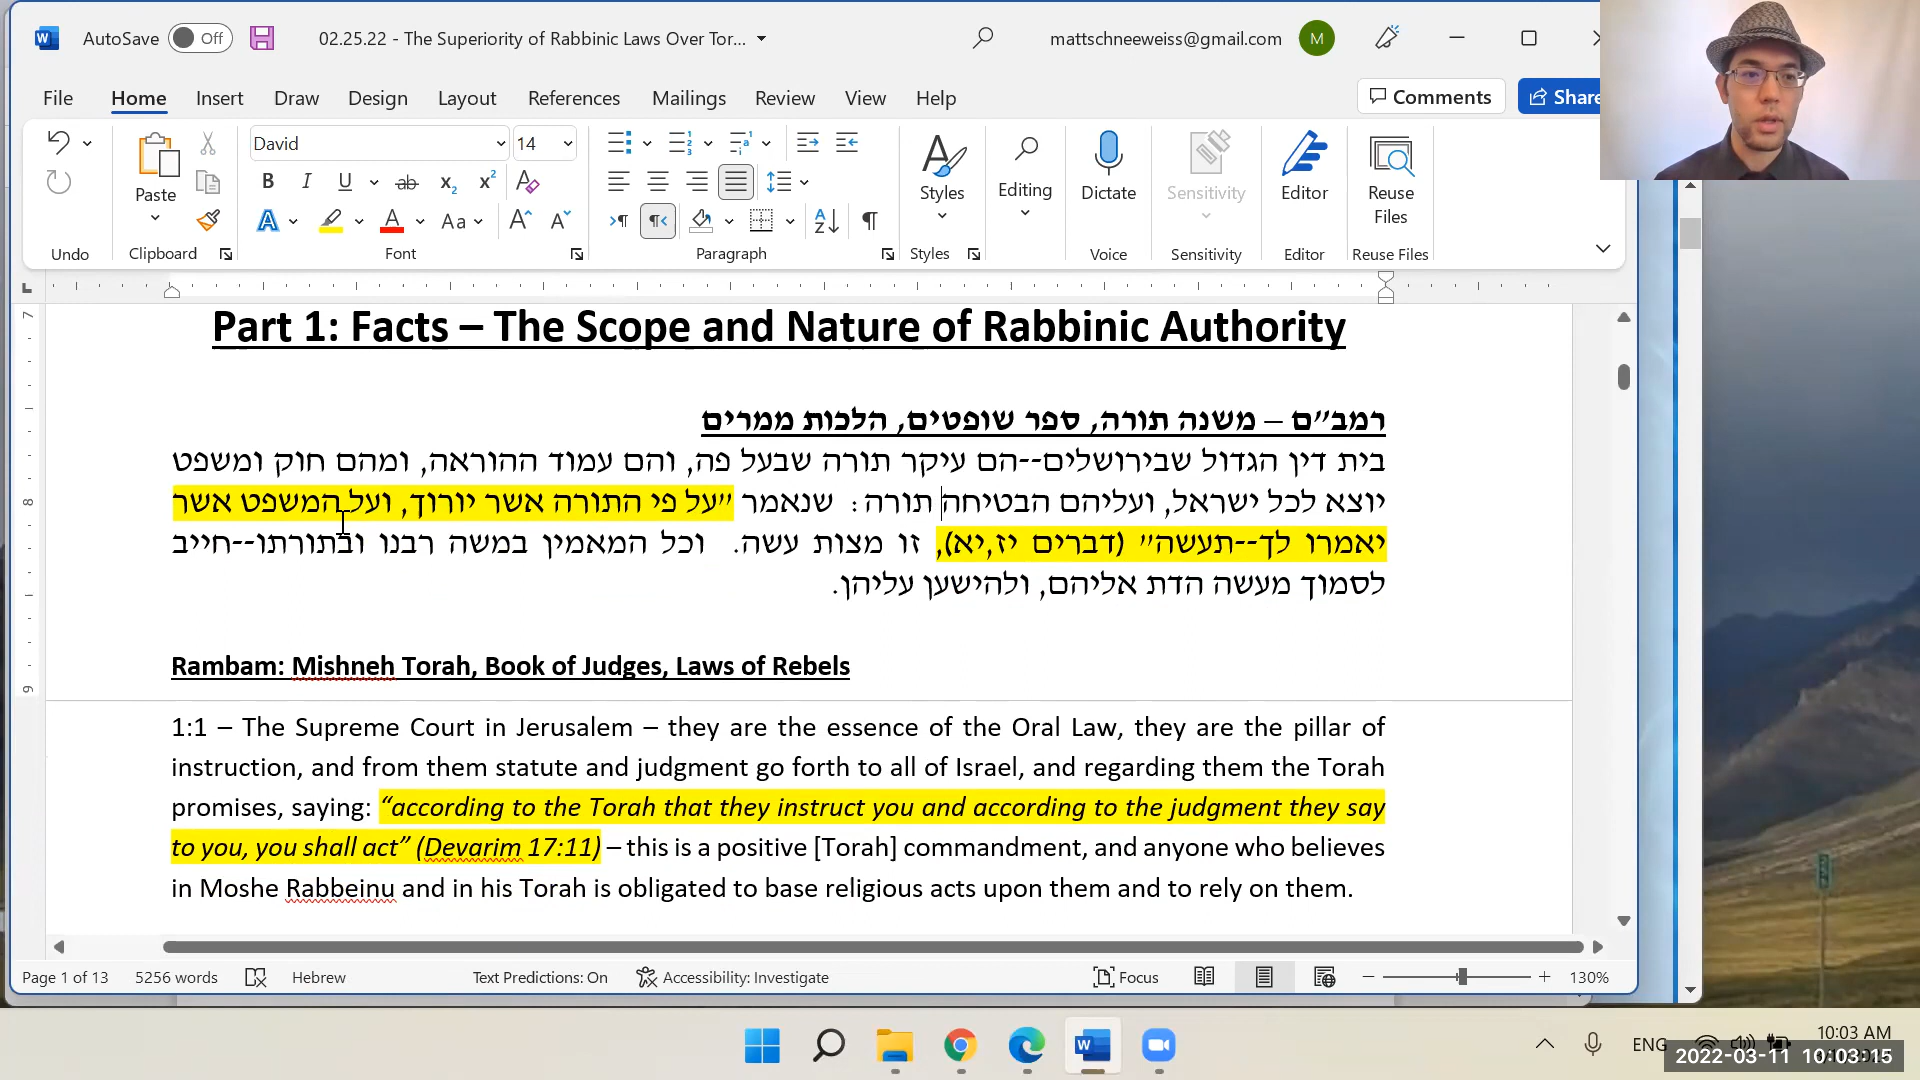 AutoSave Off 02.25.22 - The Superiority of Rabbinic Laws Over Tor... mattschneeweiss@gmail.com M
File Home Insert Draw Design Layout References Mailings Review View Help Comments Share
David 14
Paste Styles Editing Dictate Sensitivity Editor Reuse Files
Undo Clipboard Font Paragraph Styles Voice Sensitivity Editor Reuse Files
Part 1: Facts – The Scope and Nature of Rabbinic Authority
רמב״ם – משנה תורה, ספר שופטים, הלכות ממרים
בית דין הגדול שבירושלים--הם עיקר תורה שבעל פה, והם עמוד ההוראה, ומהם חוק ומשפט
יוצא לכל ישראל, ועליהם הבטיחה תורה: שנאמר ״על פי התורה אשר יורוך, ועל המשפט אשר
יאמרו לך--תעשה״ (דברים יז,יא), זו מצות עשה. וכל המאמין במשה רבנו ובתורתו--חייב
לסמוך מעשה הדת אליהם, ולהישען עליהן.
Rambam: Mishneh Torah, Book of Judges, Laws of Rebels
1:1 – The Supreme Court in Jerusalem – they are the essence of the Oral Law, they are the pillar of
instruction, and from them statute and judgment go forth to all of Israel, and regarding them the Torah
promises, saying: “according to the Torah that they instruct you and according to the judgment they say
to you, you shall act” (Devarim 17:11) – this is a positive [Torah] commandment, and anyone who believes
in Moshe Rabbeinu and in his Torah is obligated to base religious acts upon them and to rely on them.
Page 1 of 13 5256 words Hebrew Text Predictions: On Accessibility: Investigate Focus 130%
10:03 AM
ENG
2022-03-11 10:03:15